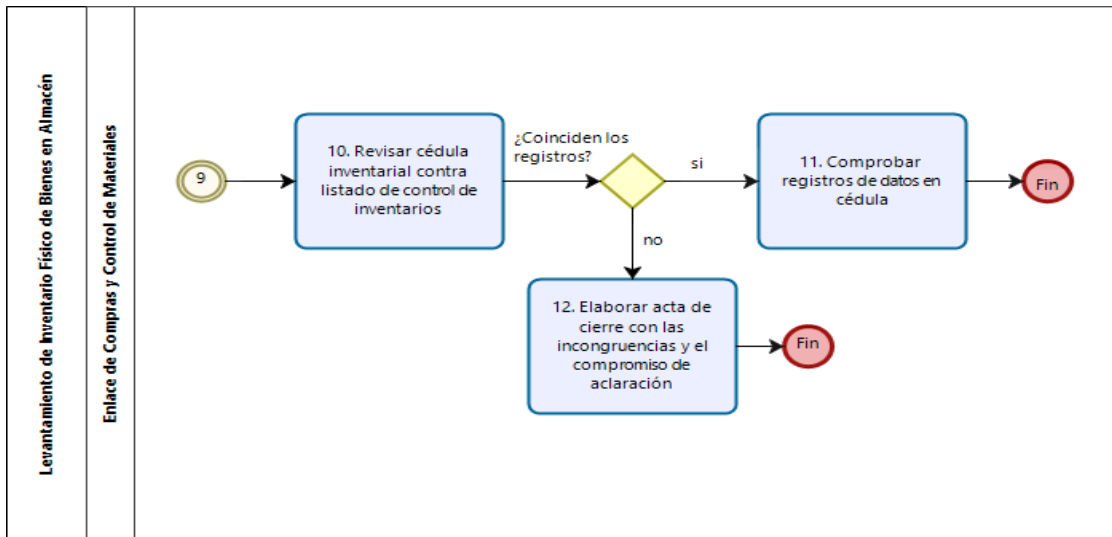 Levantamiento de Inventario Físico de Bienes en Almacén
Enlace de Compras y Control de Materiales
9
10. Revisar cédula
inventarial contra
listado de control de
inventarios
¿Coinciden los
registros?
si
11. Comprobar
registros de datos en
cédula
Fin
no
12. Elaborar acta de
cierre con las
incongruencias y el
compromiso de
aclaración
Fin